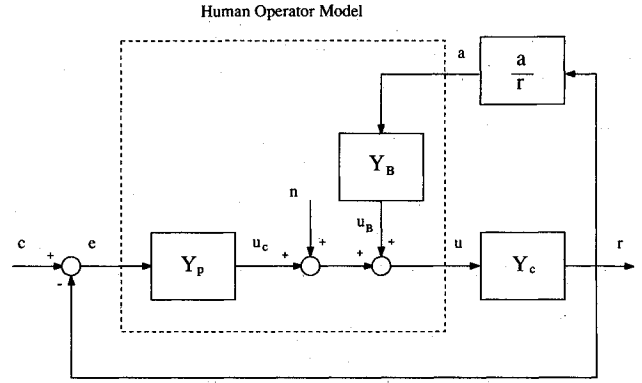 Human Operator Model
a
a
r
Y_B
n
u_B
c
+
-
e
Y_p
u_c
+
+
+
+
u
Y_c
r